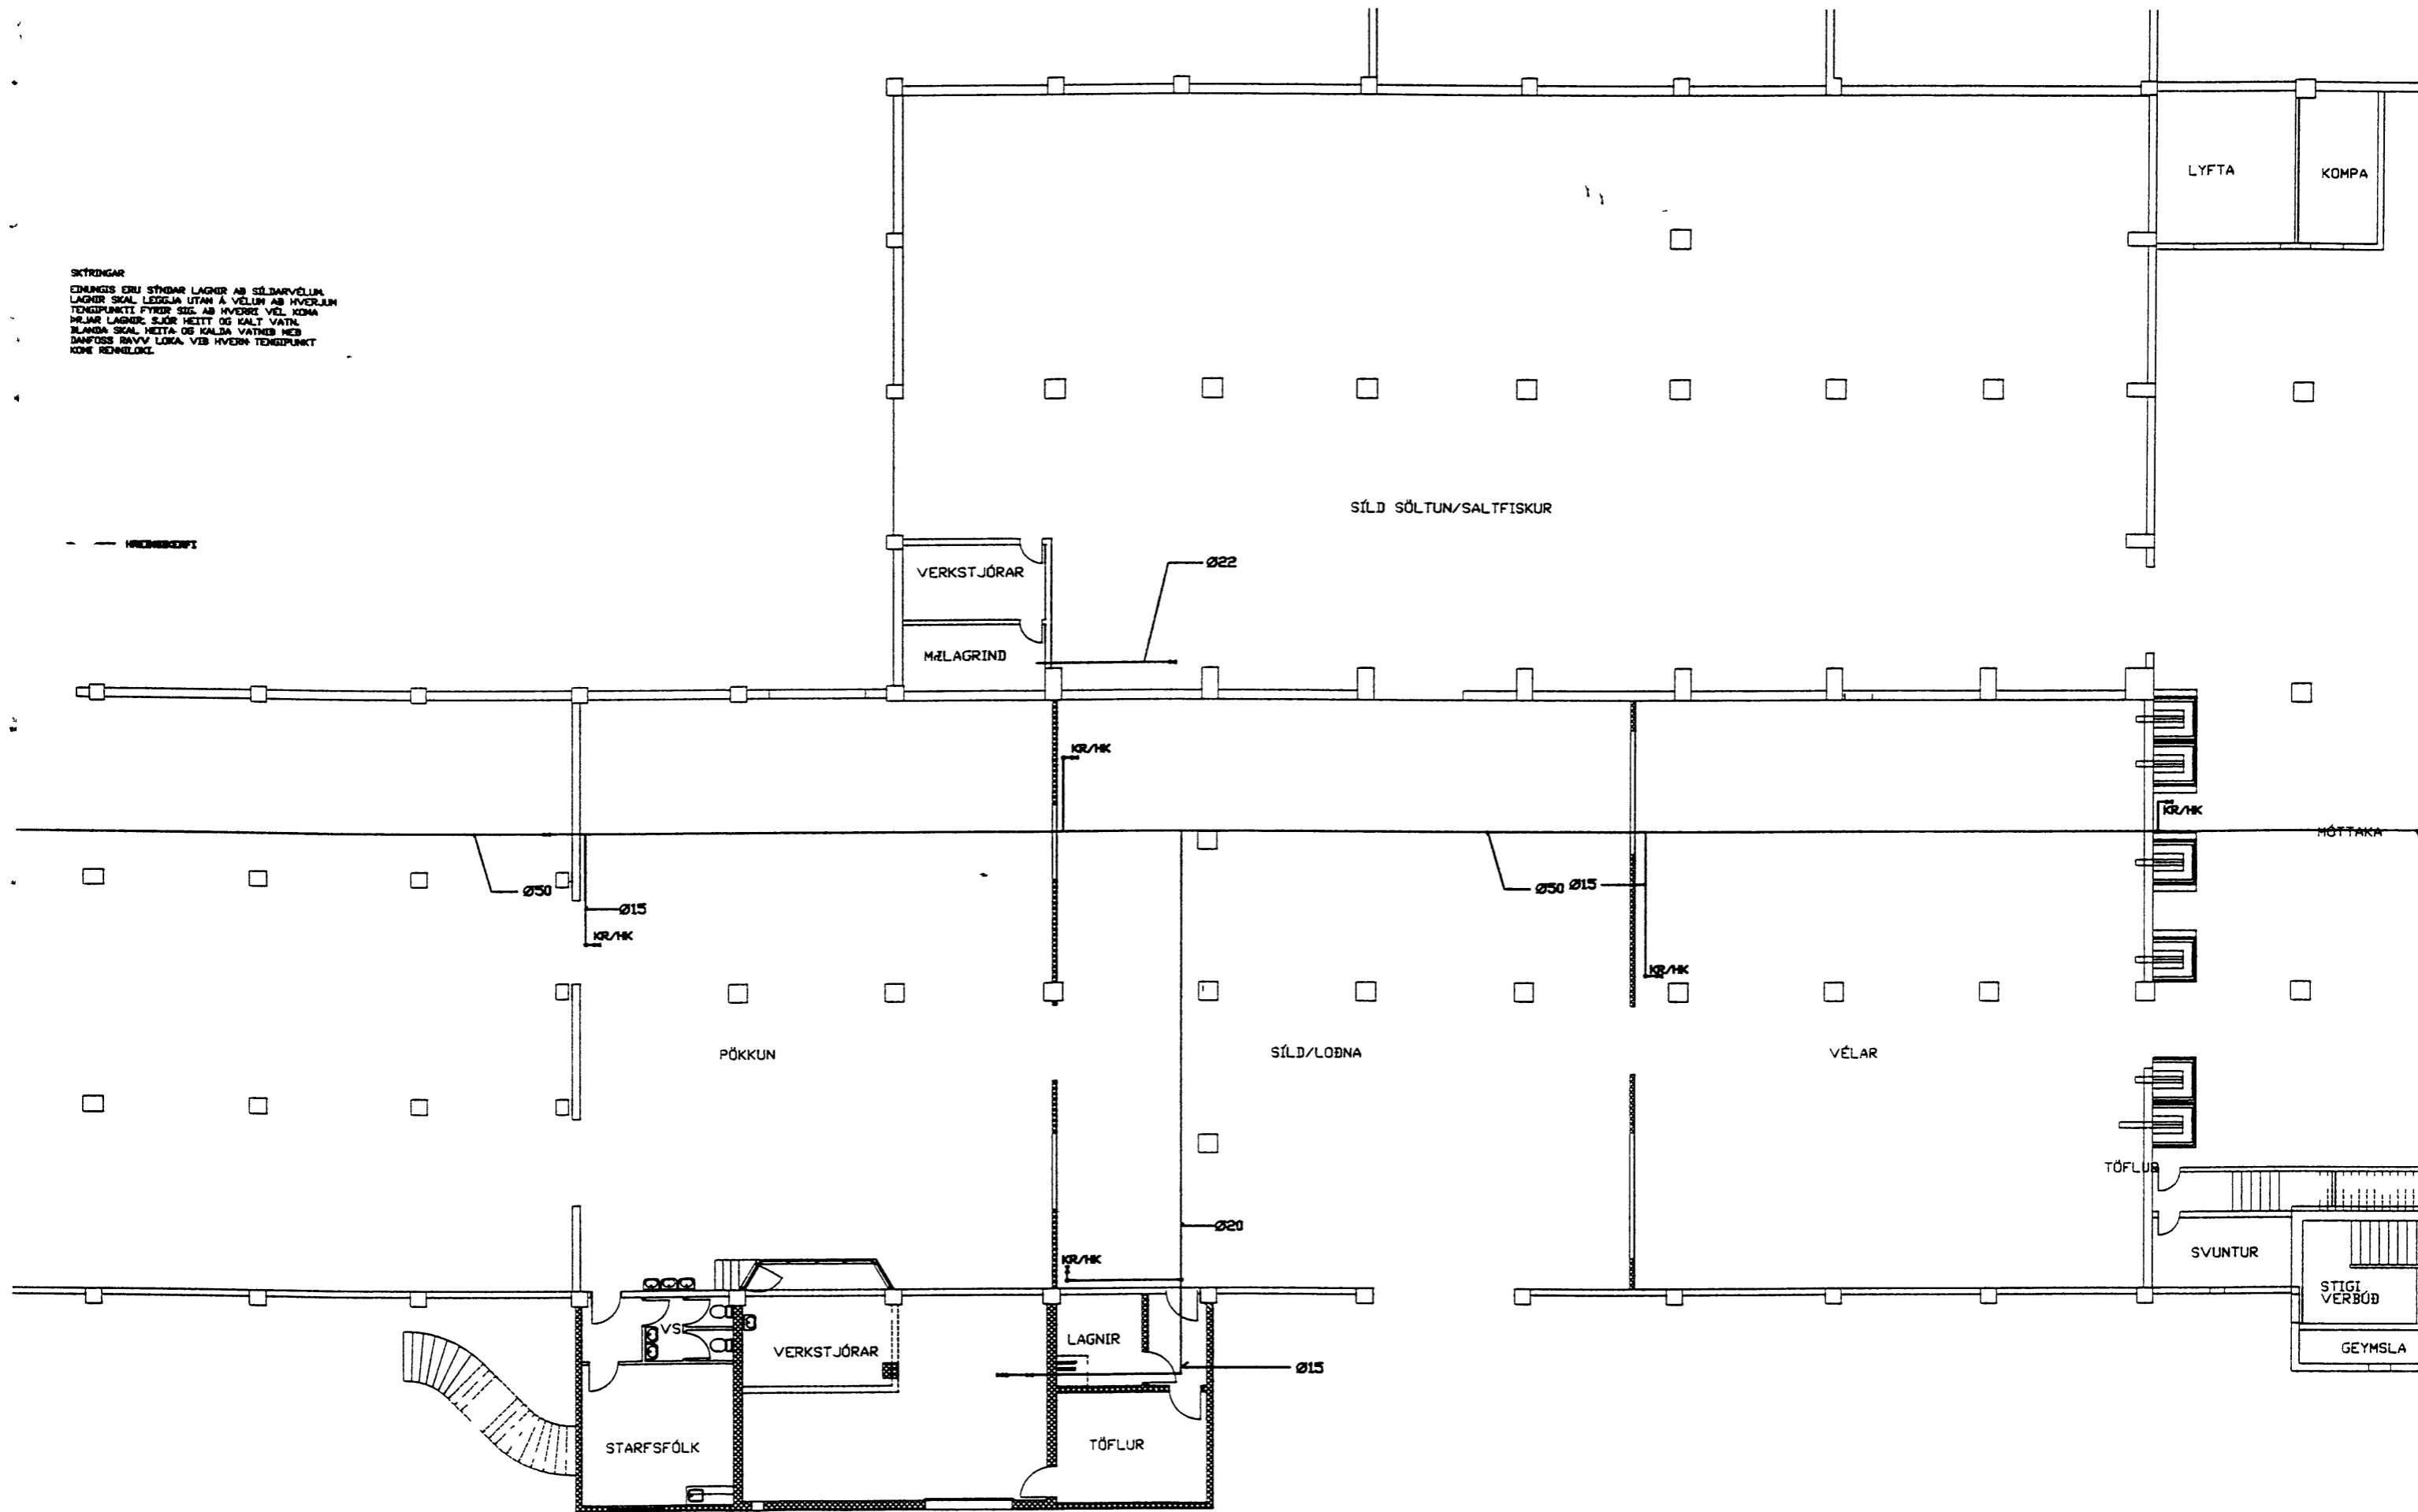 LYFTA
KOMPA
SKÝRINGAR
EINUNGIS ERU SÝNDAR LAGNIR AÐ SÍLDARVÉLUM.
LAGNIR SKAL LEGGJA UTAN Á VÉLUM AÐ HVERJUM
TENGIPUNKTI FYRIR SIG. AÐ HVERRI VÉL KOMA
ÞRJAR LAGNIR, SJÓR HEITT OG KALT VATN.
BLANDA SKAL HEITA OG KALDA VATNIÐ MEÐ
DANFOSS RAVV LOKA. VIÐ HVERN TENGIPUNKT
KOMI RENNILOKI.
SÍLD SÖLTUN/SALTFISKUR
VERKSTJÓRAR
Ø22
MÆLAGRIND
KR/HK
KR/HK
MÓTTAKA
Ø50
Ø50 Ø15
Ø15
KR/HK
KR/HK
PÖKKUN
SÍLD/LOÐNA
VÉLAR
TÖFLUR
Ø20
SVUNTUR
KR/HK
STIGI
VERBÚÐ
VS
LAGNIR
VERKSTJÓRAR
GEYMSLA
Ø15
STARFSFÓLK
TÖFLUR